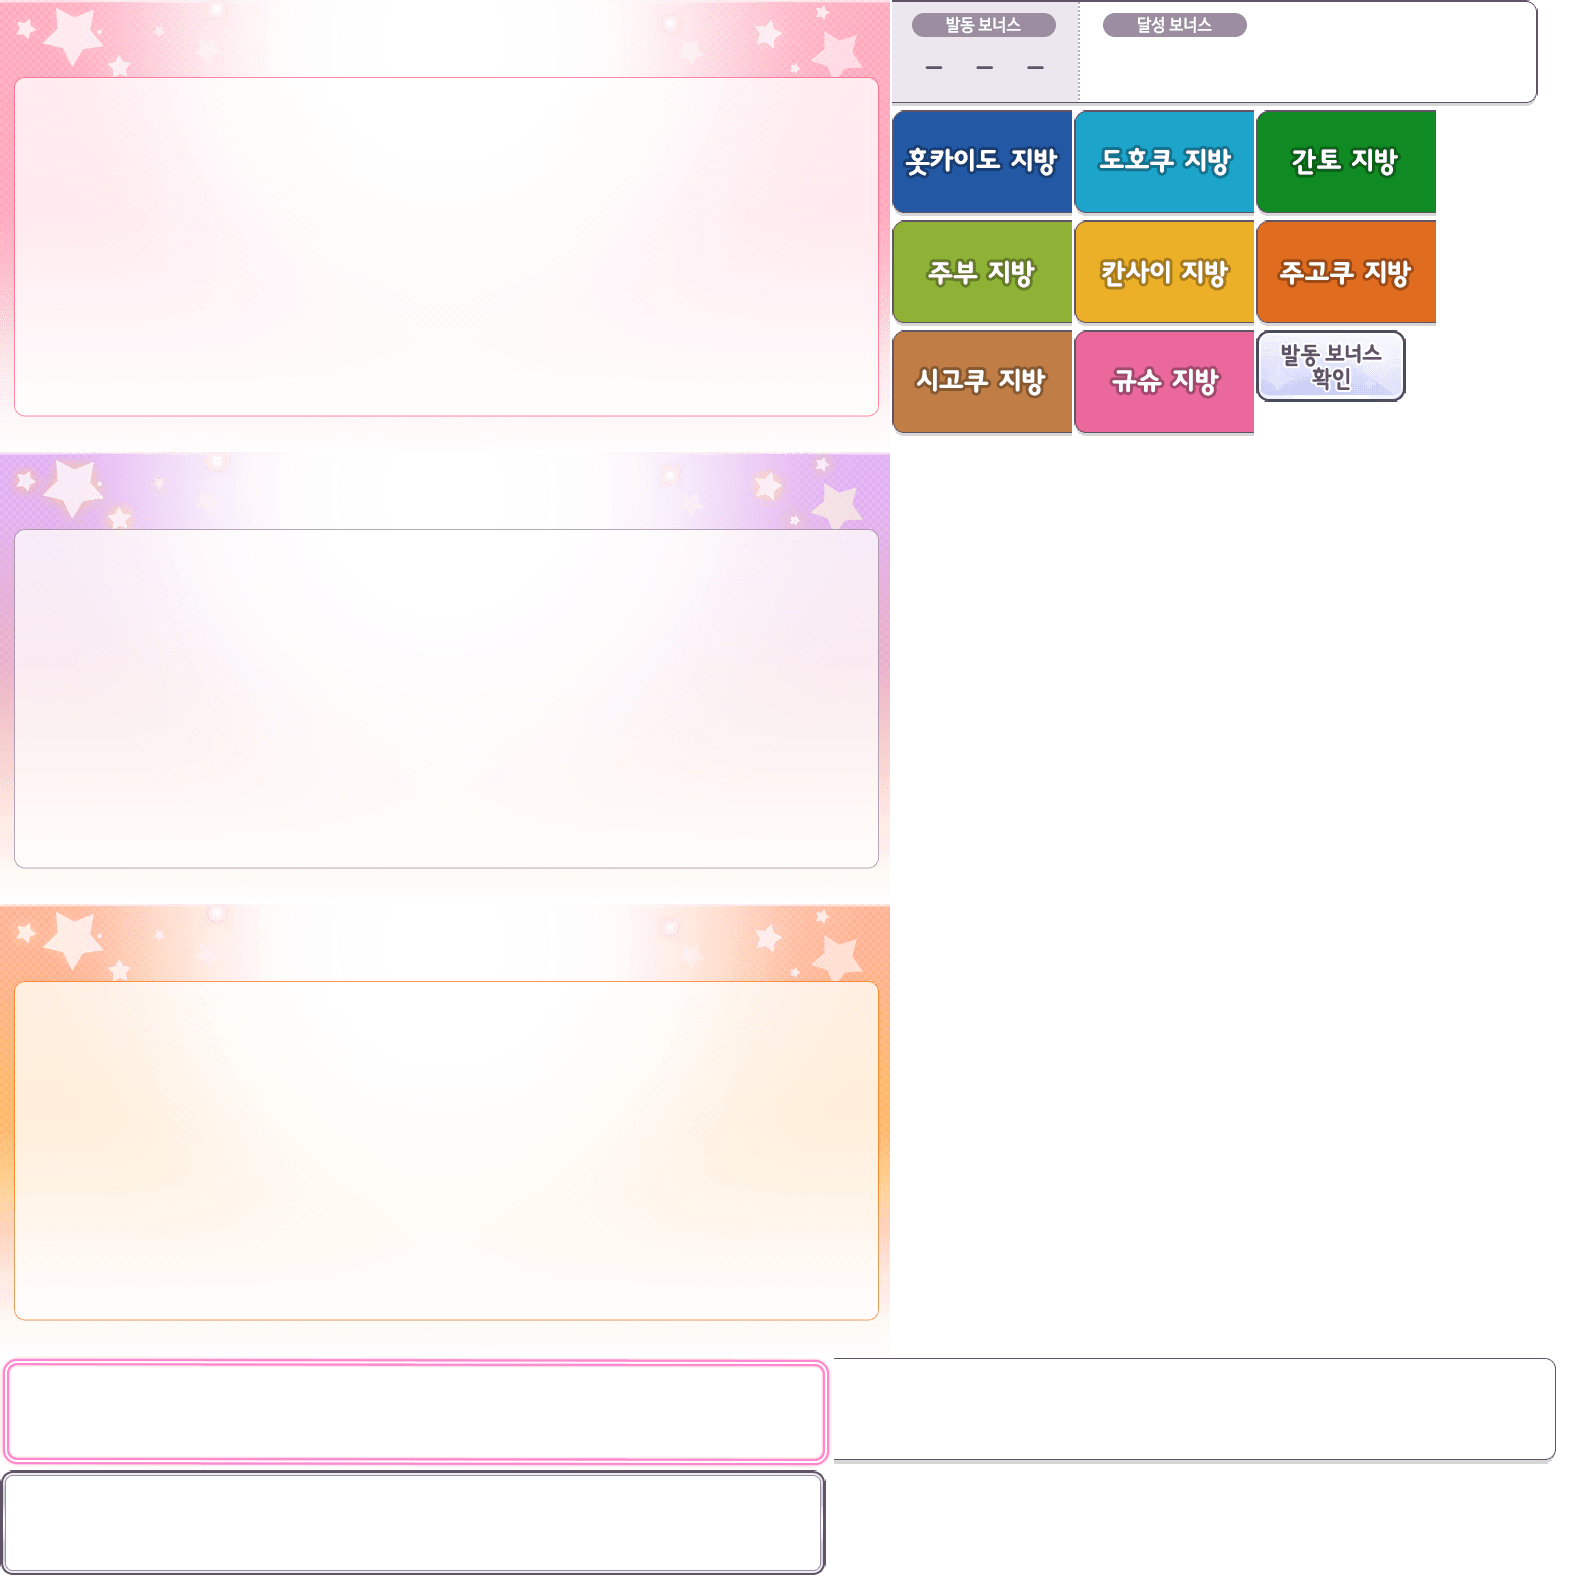 발동 보너스
달성 보너스
— — —
홋카이도 지방
도호쿠 지방
간토 지방
주부 지방
칸사이 지방
주고쿠 지방
시고쿠 지방
규슈 지방
발동 보너스
확인